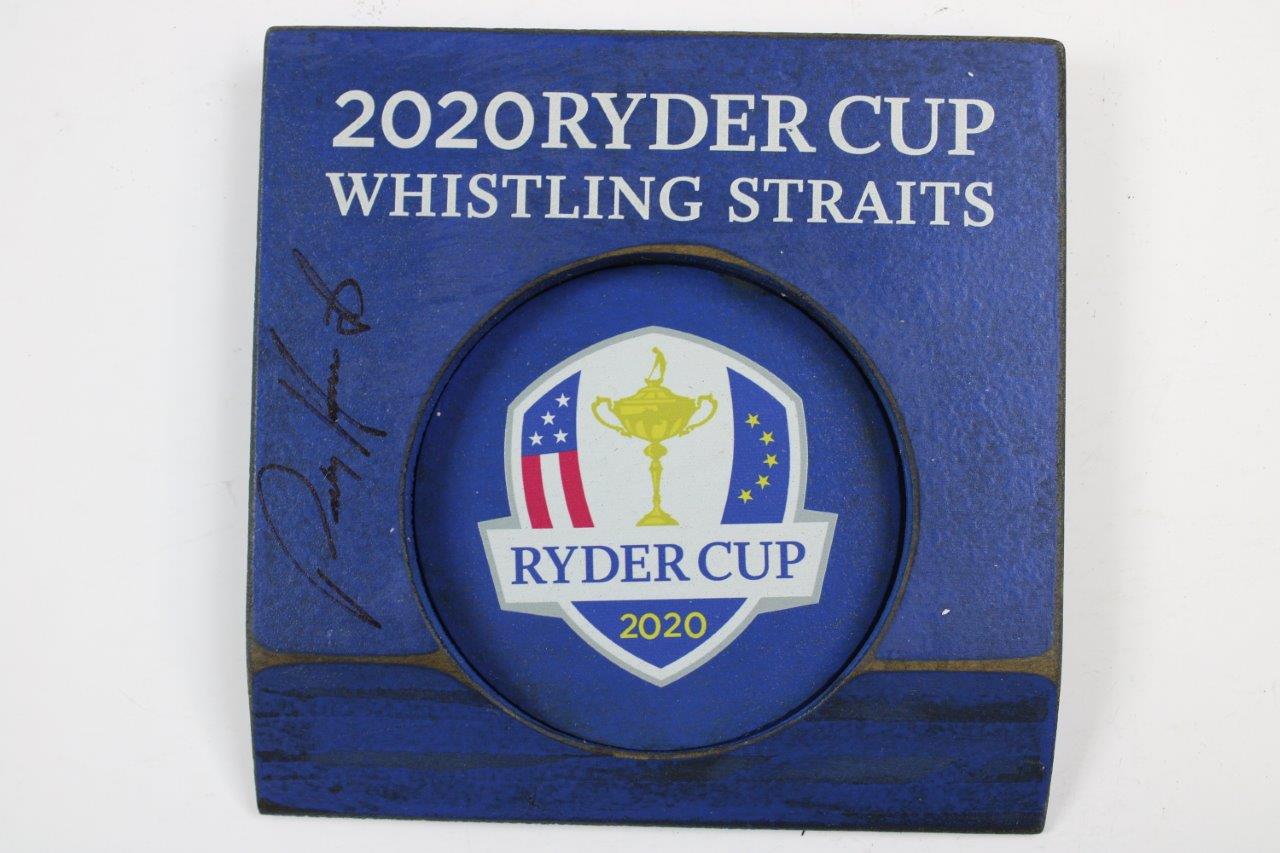 2020 RYDER CUP
WHISTLING STRAITS
RYDER CUP
2020